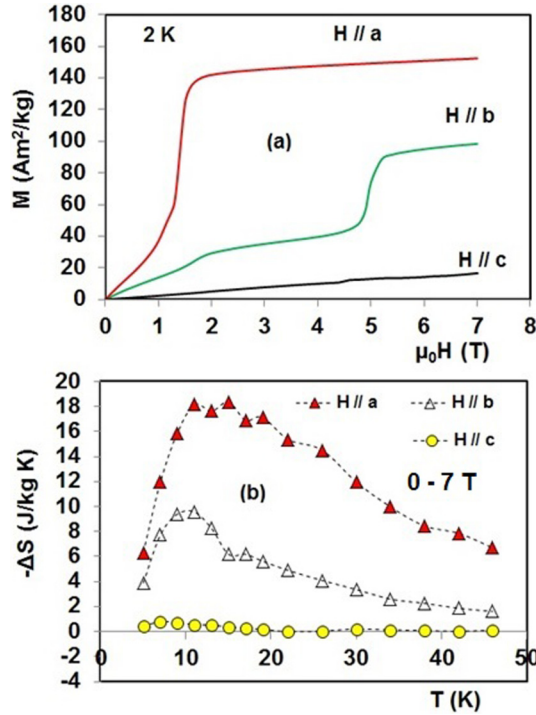 180
160
140
120
100
80
60
40
20
0
M (Am²/kg)
2 K
H // a
(a)
H // b
H // c
0 1 2 3 4 5 6 7 8
μ₀H (T)
20
18
16
14
12
10
8
6
4
2
0
-2
-4
-ΔS (J/kg K)
H // a H // b
H // c
0 - 7 T
(b)
0 10 20 30 40 50
T (K)